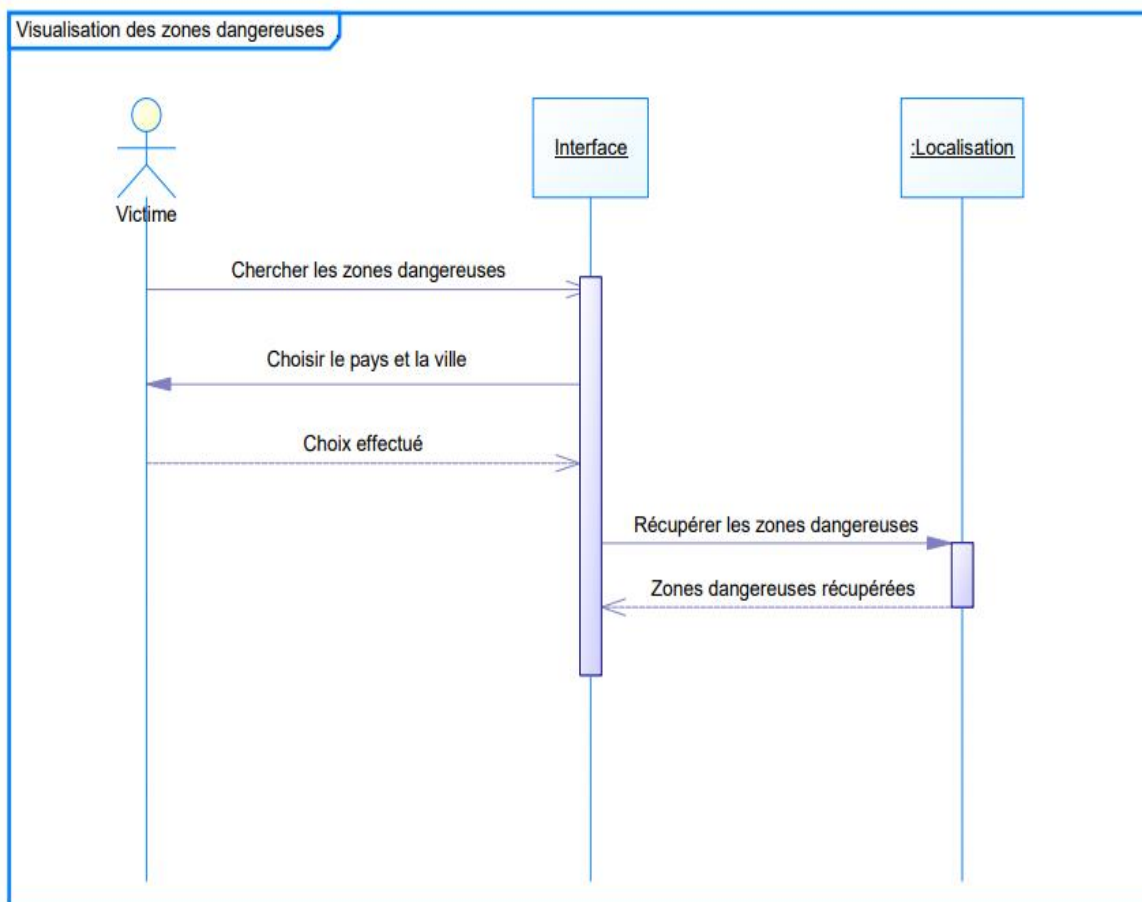 Visualisation des zones dangereuses
Interface
:Localisation
Victime
Chercher les zones dangereuses
Choisir le pays et la ville
Choix effectué
Récupérer les zones dangereuses
Zones dangereuses récupérées